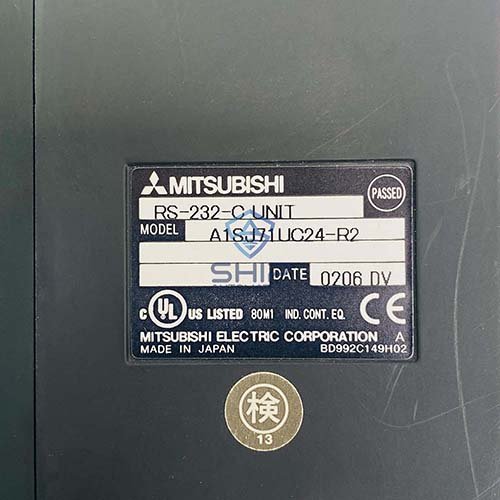 MITSUBISHI
PASSED
RS-232-C UNIT
MODEL A1SJ71UC24-R2
SHI
DATE 0206 DV
c UL US LISTED 80M1 IND. CONT. EQ. CE
MITSUBISHI ELECTRIC CORPORATION A
MADE IN JAPAN BD992C149H02
検
13